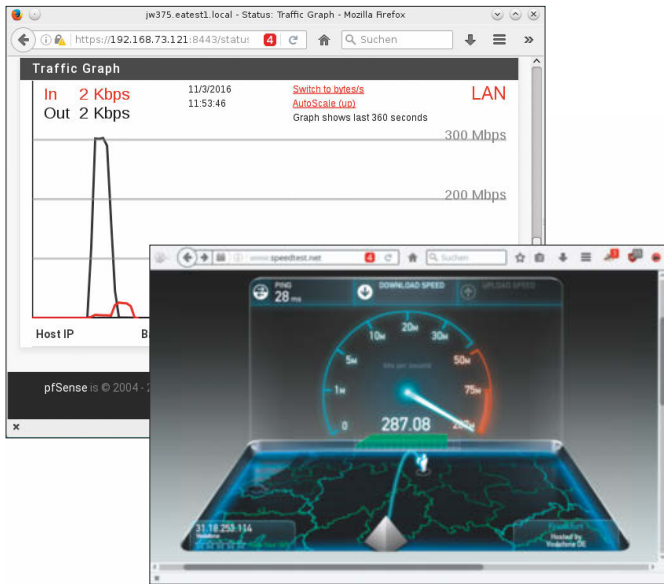 jw375.eatest1.local - Status: Traffic Graph - Mozilla Firefox
https://192.168.73.121:8443/status
4
Suchen
Traffic Graph
In 2 Kbps
Out 2 Kbps
11/3/2016
11:53:46
Switch to bytes/s
AutoScale (up)
Graph shows last 360 seconds
LAN
300 Mbps
200 Mbps
Host IP
pfSense is © 2004 - 2
www.speedtest.net
4
Suchen
PING
28 ms
DOWNLOAD SPEED
UPLOAD SPEED
0
1M
5M
10M
20M
30M
50M
75M
287.08
31.18.253.114
Vodafone
Frankfurt
Hosted by
Vodafone DE